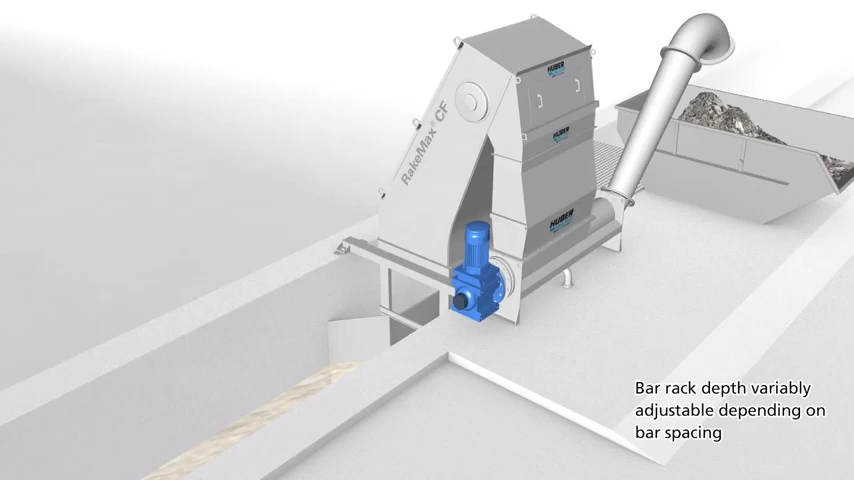 HUBER
RakeMax® CF
HUBER
HUBER
Bar rack depth variably
adjustable depending on
bar spacing